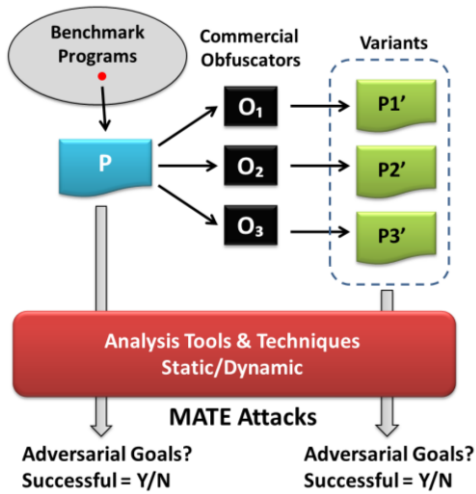 Benchmark
Programs
Commercial
Obfuscators
Variants
P
O₁
O₂
O₃
P1’
P2’
P3’
Analysis Tools & Techniques
Static/Dynamic
MATE Attacks
Adversarial Goals?
Successful = Y/N
Adversarial Goals?
Successful = Y/N